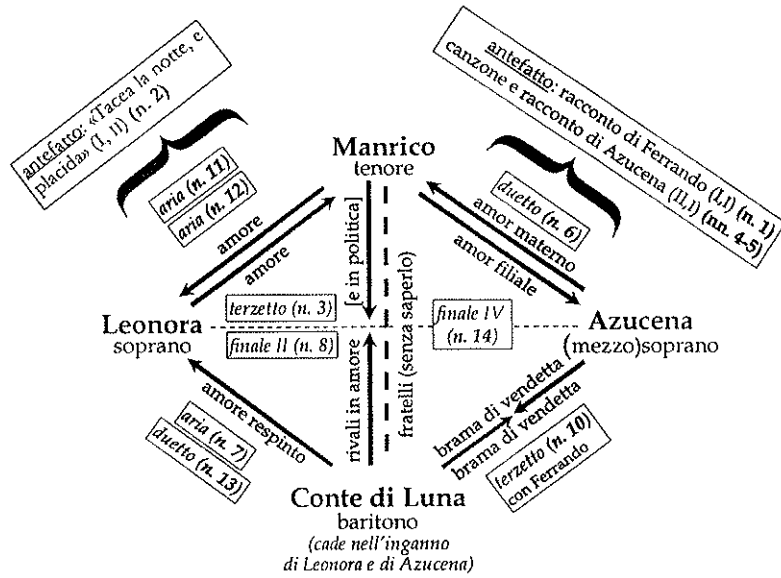 antefatto: «Tacea la notte, e
placida» (I, II) (n. 2)
antefatto: racconto di Ferrando (I,I) (n. 1)
canzone e racconto di Azucena (II,I) (nn. 4-5)
Manrico
tenore
aria (n. 11)
aria (n. 12)
amore
amore
[e in politica]
fratelli (senza saperlo)
duetto (n. 6)
amor materno
amor filiale
terzetto (n. 3)
finale II (n. 8)
finale IV
(n. 14)
Leonora
soprano
Azucena
(mezzo)soprano
amore respinto
aria (n. 7)
duetto (n. 13)
rivali in amore
brama di vendetta
brama di vendetta
terzetto (n. 10)
con Ferrando
Conte di Luna
baritono
(cade nell'inganno
di Leonora e di Azucena)